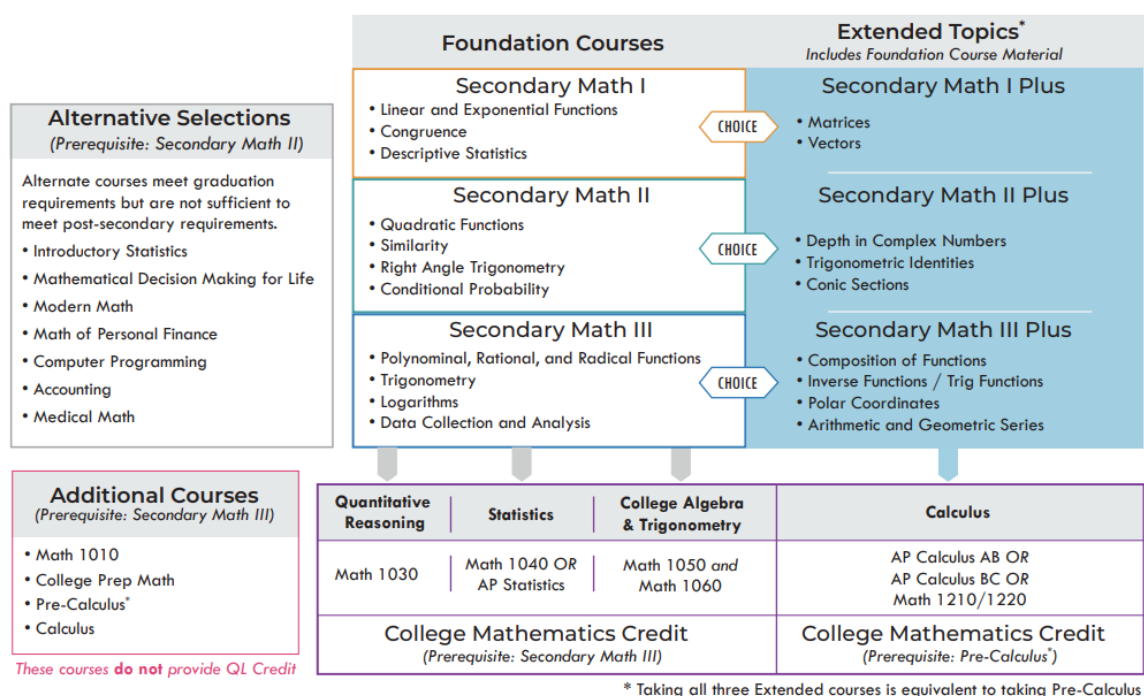 Foundation Courses
Extended Topics*
Includes Foundation Course Material
Alternative Selections
(Prerequisite: Secondary Math II)
Alternate courses meet graduation
requirements but are not sufficient to
meet post-secondary requirements.
• Introductory Statistics
• Mathematical Decision Making for Life
• Modern Math
• Math of Personal Finance
• Computer Programming
• Accounting
• Medical Math
Secondary Math I
• Linear and Exponential Functions
• Congruence
• Descriptive Statistics
CHOICE
Secondary Math I Plus
• Matrices
• Vectors
Secondary Math II
• Quadratic Functions
• Similarity
• Right Angle Trigonometry
• Conditional Probability
CHOICE
Secondary Math II Plus
• Depth in Complex Numbers
• Trigonometric Identities
• Conic Sections
Secondary Math III
• Polynominal, Rational, and Radical Functions
• Trigonometry
• Logarithms
• Data Collection and Analysis
CHOICE
Secondary Math III Plus
• Composition of Functions
• Inverse Functions / Trig Functions
• Polar Coordinates
• Arithmetic and Geometric Series
Additional Courses
(Prerequisite: Secondary Math III)
• Math 1010
• College Prep Math
• Pre-Calculus*
• Calculus
These courses do not provide QL Credit
Quantitative
Reasoning
Statistics
College Algebra
& Trigonometry
Calculus
Math 1030
Math 1040 OR
AP Statistics
Math 1050 and
Math 1060
AP Calculus AB OR
AP Calculus BC OR
Math 1210/1220
College Mathematics Credit
(Prerequisite: Secondary Math III)
College Mathematics Credit
(Prerequisite: Pre-Calculus*)
* Taking all three Extended courses is equivalent to taking Pre-Calculus